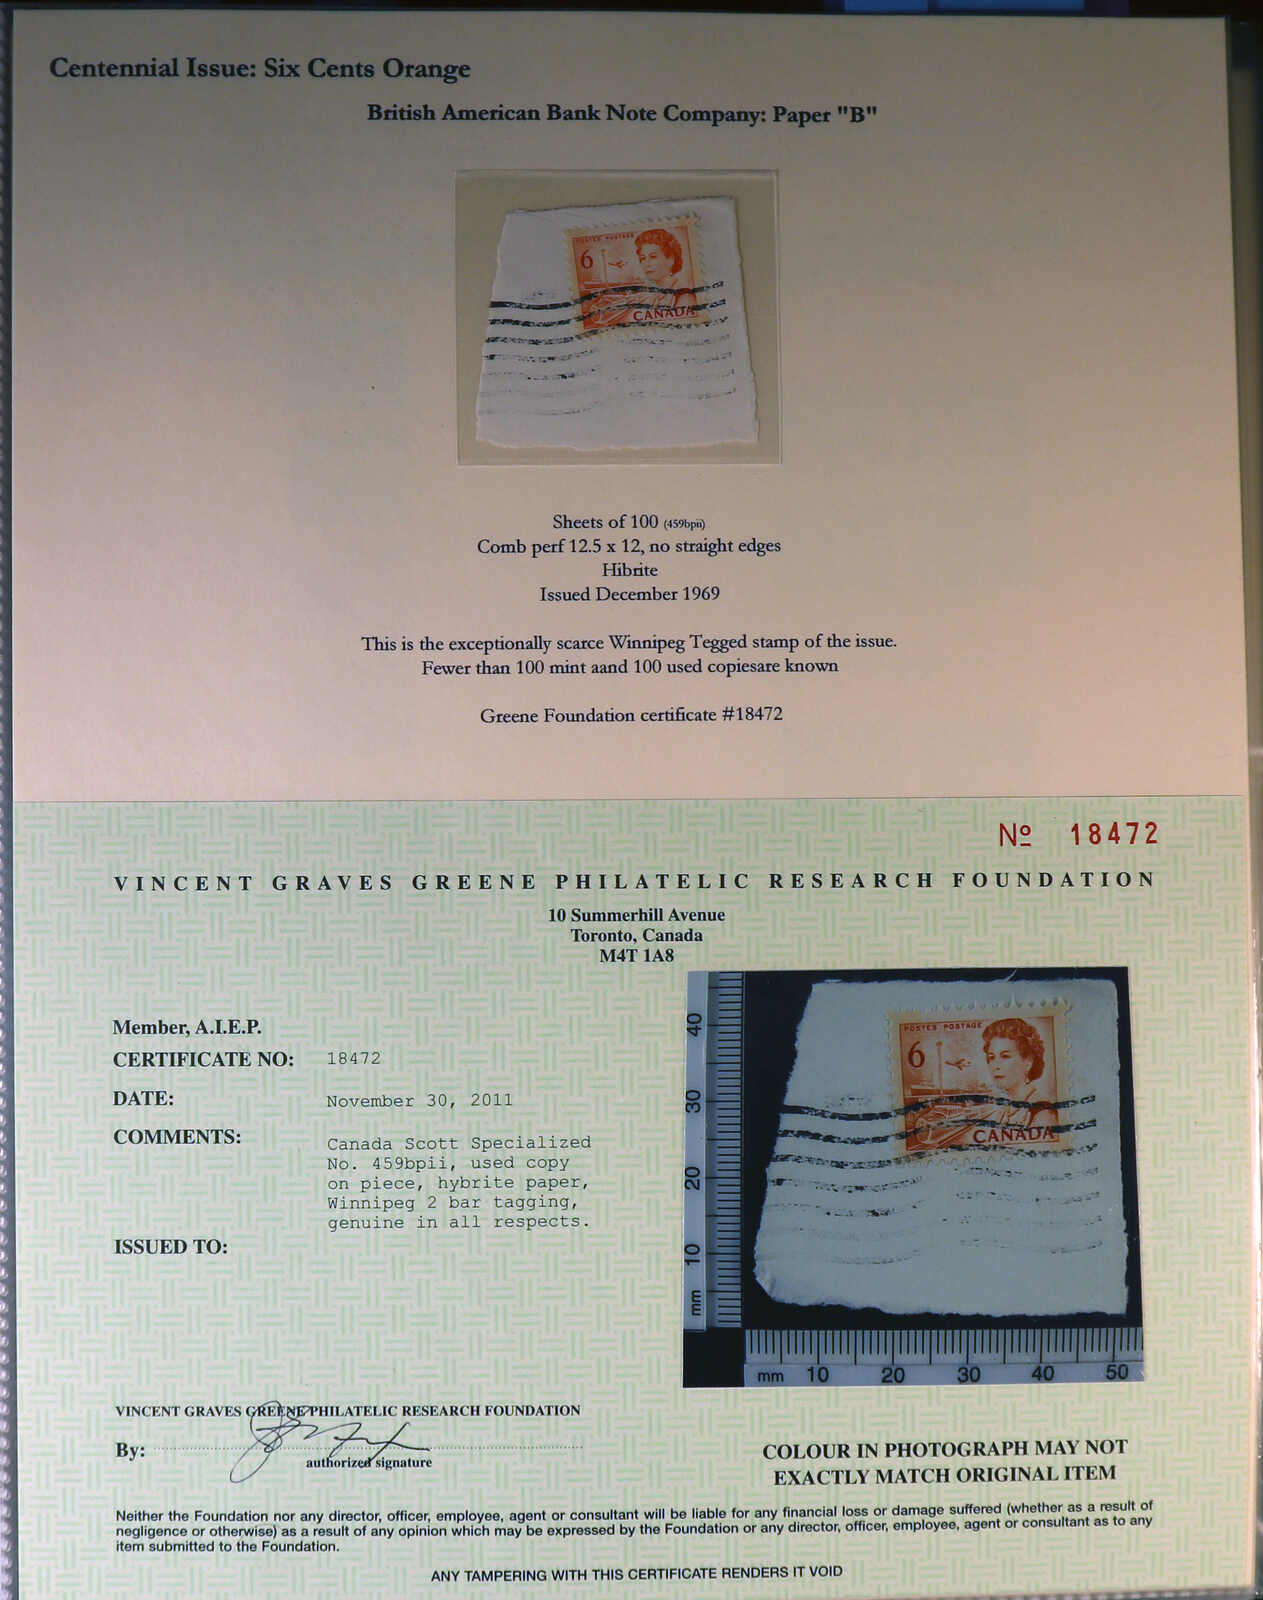 Centennial Issue: Six Cents Orange
British American Bank Note Company: Paper "B"
POSTES POSTAGE
6
CANADA
Sheets of 100 (459bpii)
Comb perf 12.5 x 12, no straight edges
Hibrite
Issued December 1969
This is the exceptionally scarce Winnipeg Tegged stamp of the issue.
Fewer than 100 mint aand 100 used copiesare known
Greene Foundation certificate #18472
Nº 18472
VINCENT GRAVES GREENE PHILATELIC RESEARCH FOUNDATION
10 Summerhill Avenue
Toronto, Canada
M4T 1A8
Member, A.I.E.P.
CERTIFICATE NO: 18472
DATE: November 30, 2011
COMMENTS: Canada Scott Specialized
No. 459bpii, used copy
on piece, hybrite paper,
Winnipeg 2 bar tagging,
genuine in all respects.
ISSUED TO:
POSTES POSTAGE
6
CANADA
40
30
20
10
mm
mm 10 20 30 40 50
VINCENT GRAVES GREENE PHILATELIC RESEARCH FOUNDATION
By:
authorized signature
COLOUR IN PHOTOGRAPH MAY NOT
EXACTLY MATCH ORIGINAL ITEM
Neither the Foundation nor any director, officer, employee, agent or consultant will be liable for any financial loss or damage suffered (whether as a result of
negligence or otherwise) as a result of any opinion which may be expressed by the Foundation or any director, officer, employee, agent or consultant as to any
item submitted to the Foundation.
ANY TAMPERING WITH THIS CERTIFICATE RENDERS IT VOID